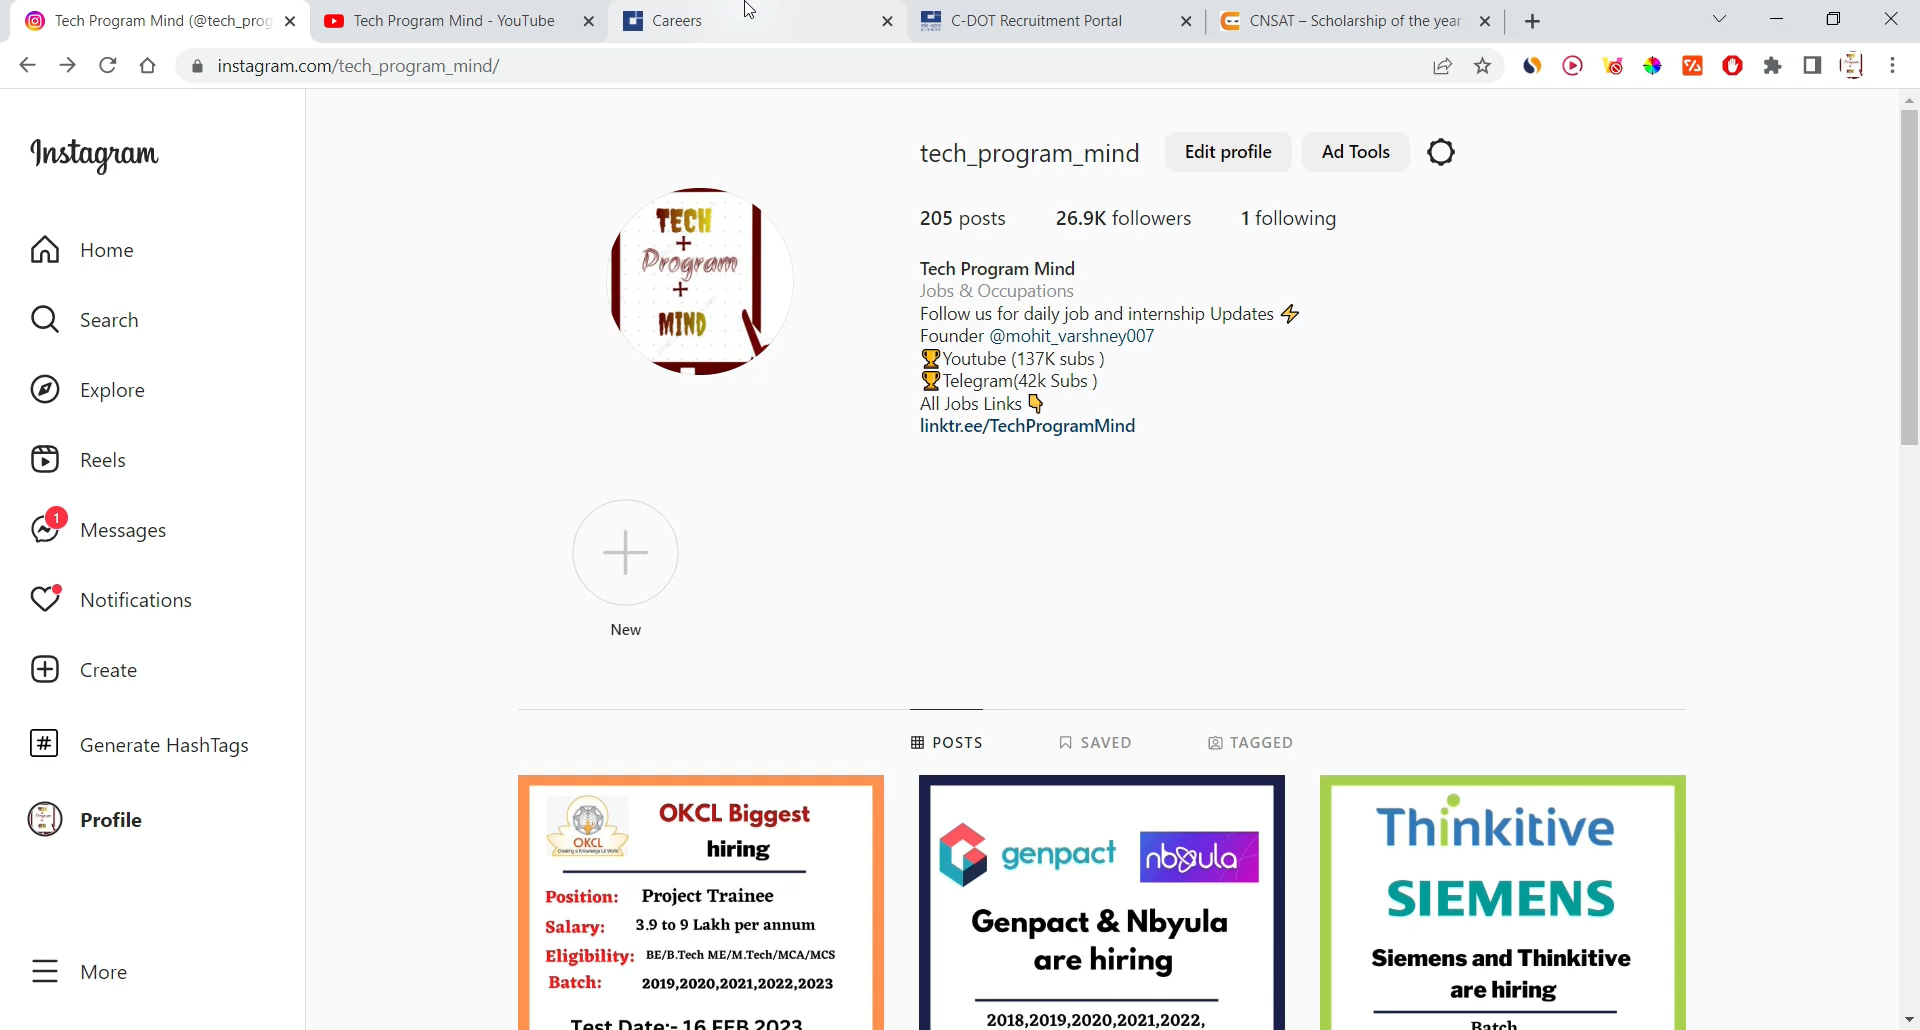 Tech Program Mind (@tech_prog
Tech Program Mind - YouTube
Careers
C-DOT Recruitment Portal
CNSAT – Scholarship of the year
instagram.com/tech_program_mind/
Instagram
Home
Search
Explore
Reels
1
Messages
Notifications
Create
# Generate HashTags
Profile
More
TECH
+
Program
+
MIND
tech_program_mind Edit profile Ad Tools
205 posts 26.9K followers 1 following
Tech Program Mind
Jobs & Occupations
Follow us for daily job and internship Updates ⚡
Founder @mohit_varshney007
🏆Youtube (137K subs )
🏆Telegram(42k Subs )
All Jobs Links 👇
linktr.ee/TechProgramMind
New
POSTS SAVED TAGGED
OKCL
Creating a Knowledge Lit World
OKCL Biggest
hiring
Position: Project Trainee
Salary: 3.9 to 9 Lakh per annum
Eligibility: BE/B.Tech ME/M.Tech/MCA/MCS
Batch: 2019,2020,2021,2022,2023
Test Date:- 16 FEB 2023
genpact nbyula
Genpact & Nbyula
are hiring
2018,2019,2020,2021,2022,
Thinkitive
SIEMENS
Siemens and Thinkitive
are hiring
Batch